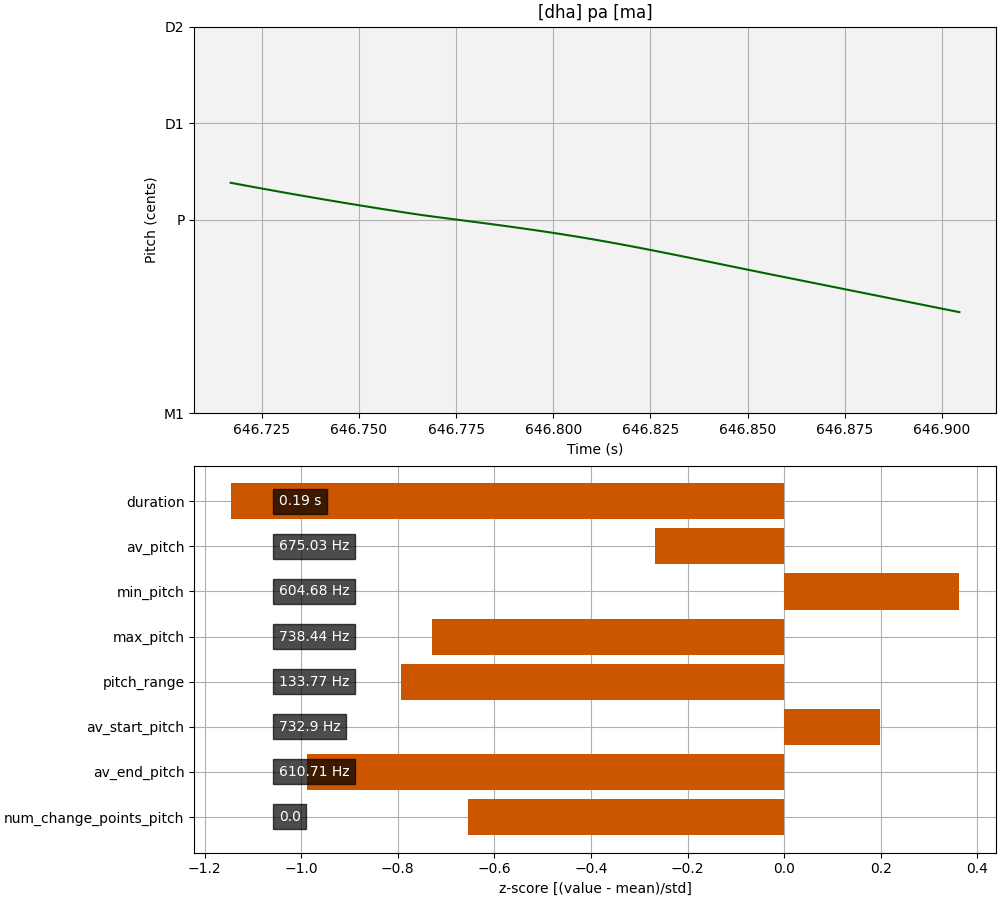 [dha] pa [ma]
D2
D1
P
M1
Pitch (cents)
646.725 646.750 646.775 646.800 646.825 646.850 646.875 646.900
Time (s)
duration 0.19 s
av_pitch 675.03 Hz
min_pitch 604.68 Hz
max_pitch 738.44 Hz
pitch_range 133.77 Hz
av_start_pitch 732.9 Hz
av_end_pitch 610.71 Hz
num_change_points_pitch 0.0
−1.2 −1.0 −0.8 −0.6 −0.4 −0.2 0.0 0.2 0.4
z-score [(value - mean)/std]